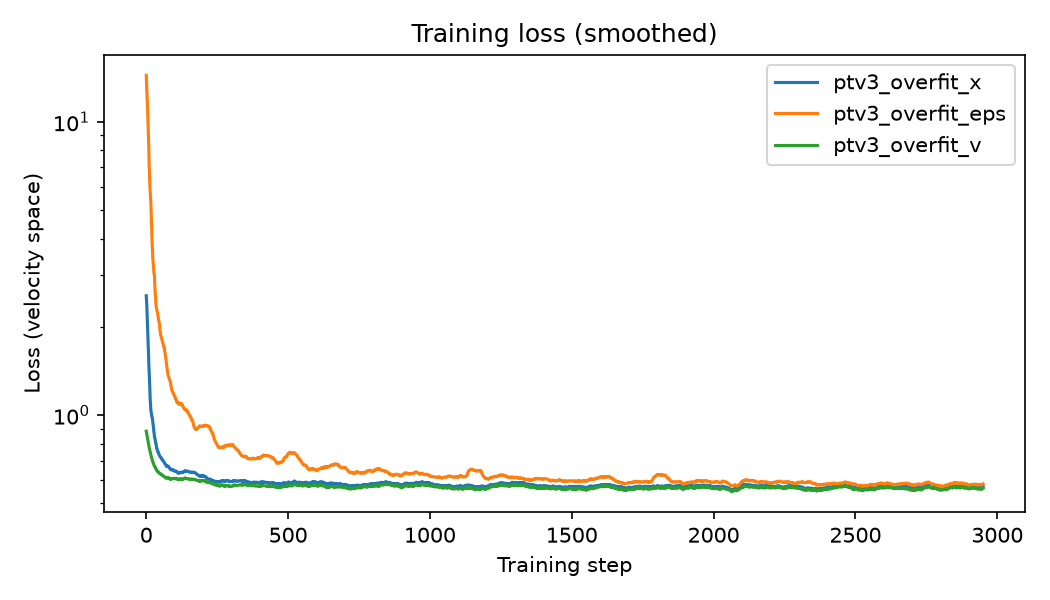 Training loss (smoothed)
Loss (velocity space)
10¹
10⁰
ptv3_overfit_x
ptv3_overfit_eps
ptv3_overfit_v
0 500 1000 1500 2000 2500 3000
Training step